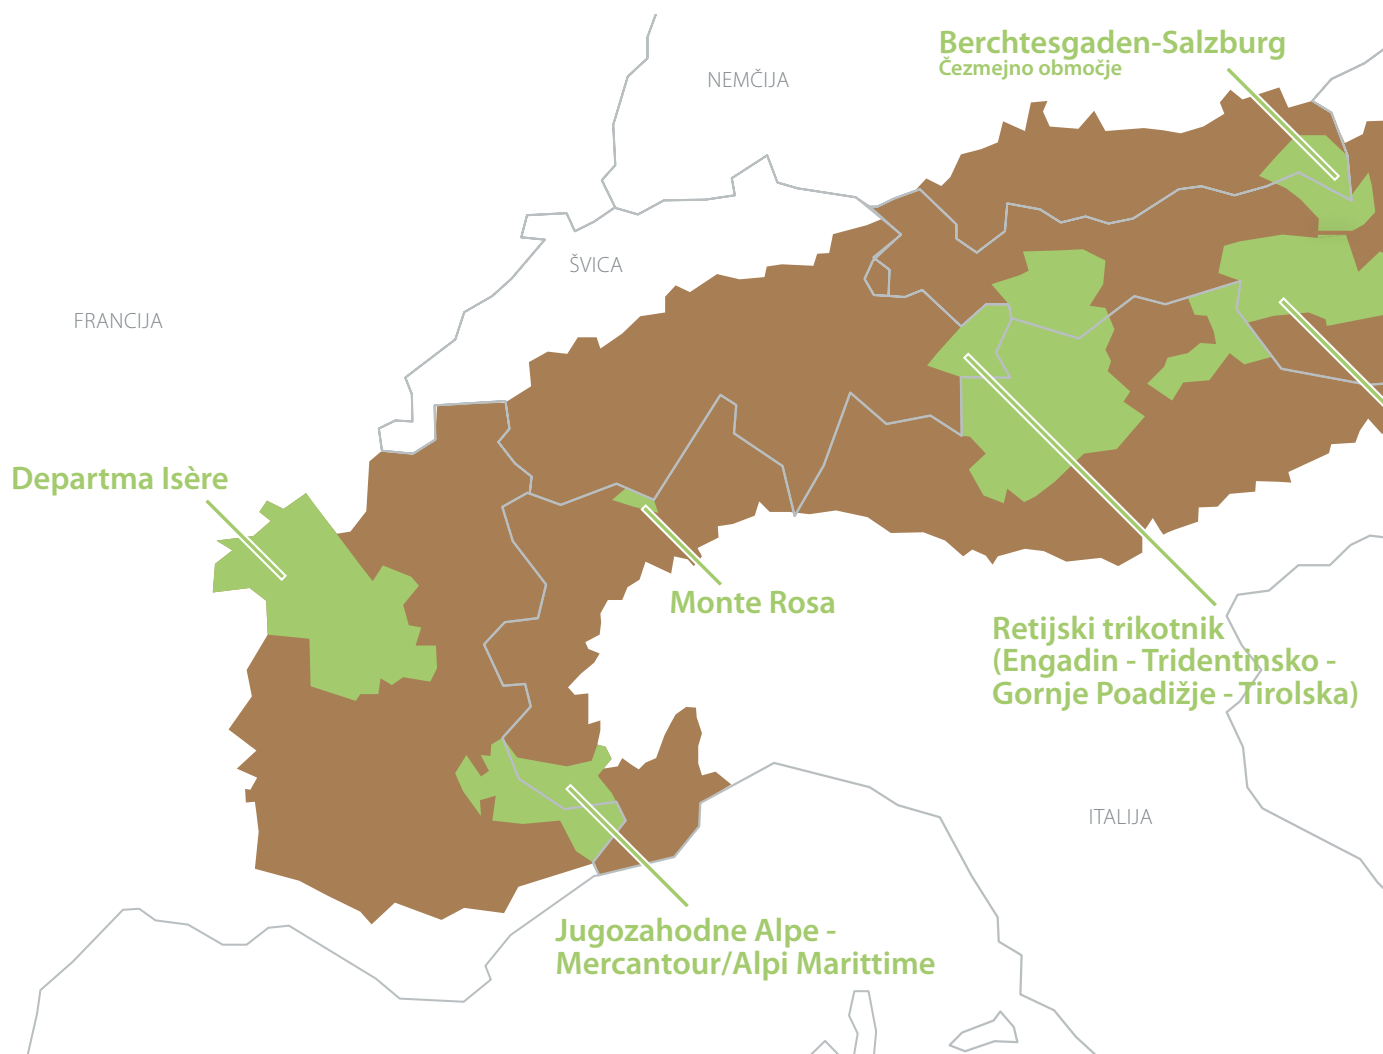 Berchtesgaden-Salzburg
Čezmejno območje
NEMČIJA
ŠVICA
FRANCIJA
Departma Isère
Monte Rosa
Retijski trikotnik
(Engadin - Tridentinsko -
Gornje Poadižje - Tirolska)
ITALIJA
Jugozahodne Alpe -
Mercantour/Alpi Marittime